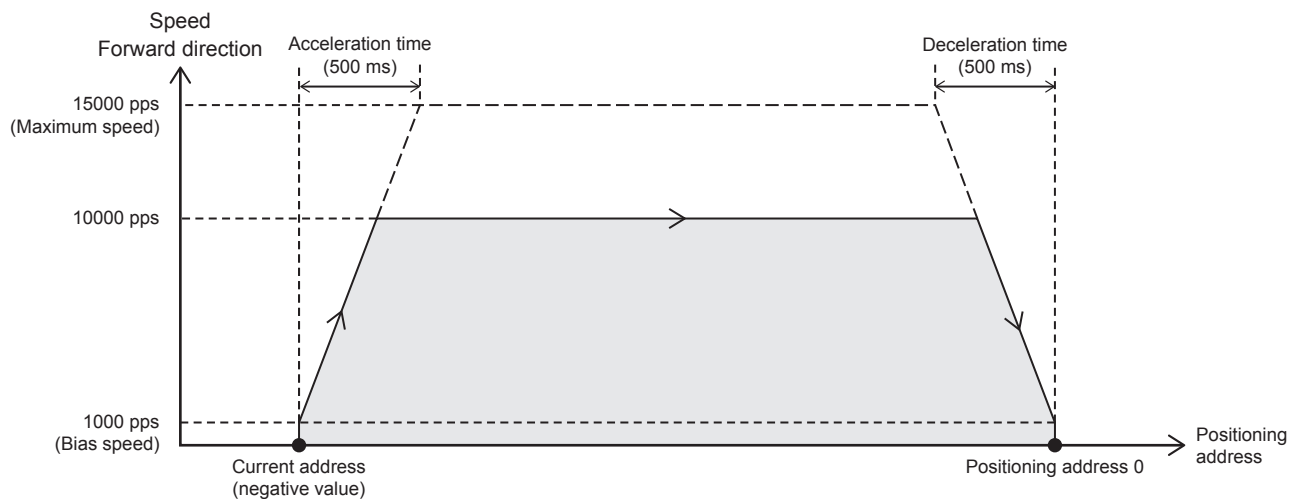 Speed
Forward direction
Acceleration time
(500 ms)
Deceleration time
(500 ms)
15000 pps
(Maximum speed)
10000 pps
1000 pps
(Bias speed)
Current address
(negative value)
Positioning address 0
Positioning
address